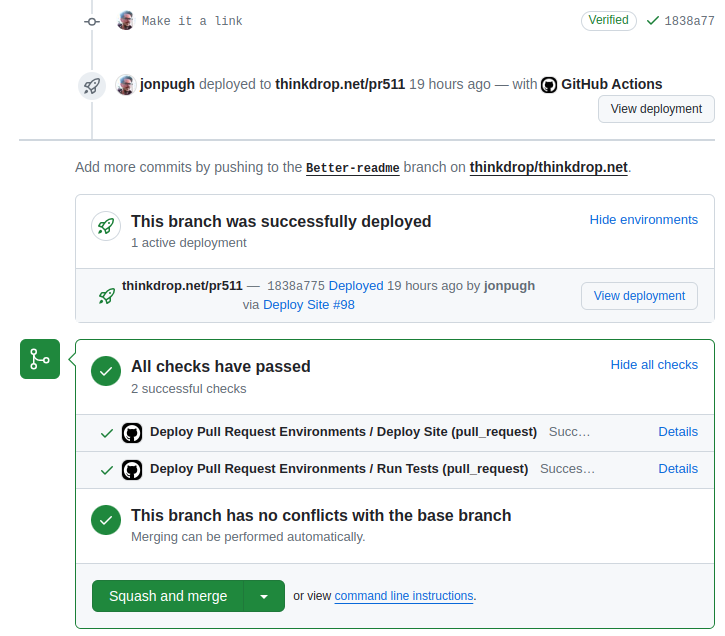 Make it a link Verified 1838a77
jonpugh deployed to thinkdrop.net/pr511 19 hours ago — with GitHub Actions
View deployment
Add more commits by pushing to the Better-readme branch on thinkdrop/thinkdrop.net.
This branch was successfully deployed Hide environments
1 active deployment
thinkdrop.net/pr511 — 1838a775 Deployed 19 hours ago by jonpugh
via Deploy Site #98
View deployment
All checks have passed Hide all checks
2 successful checks
Deploy Pull Request Environments / Deploy Site (pull_request) Succ… Details
Deploy Pull Request Environments / Run Tests (pull_request) Succes… Details
This branch has no conflicts with the base branch
Merging can be performed automatically.
Squash and merge or view command line instructions.